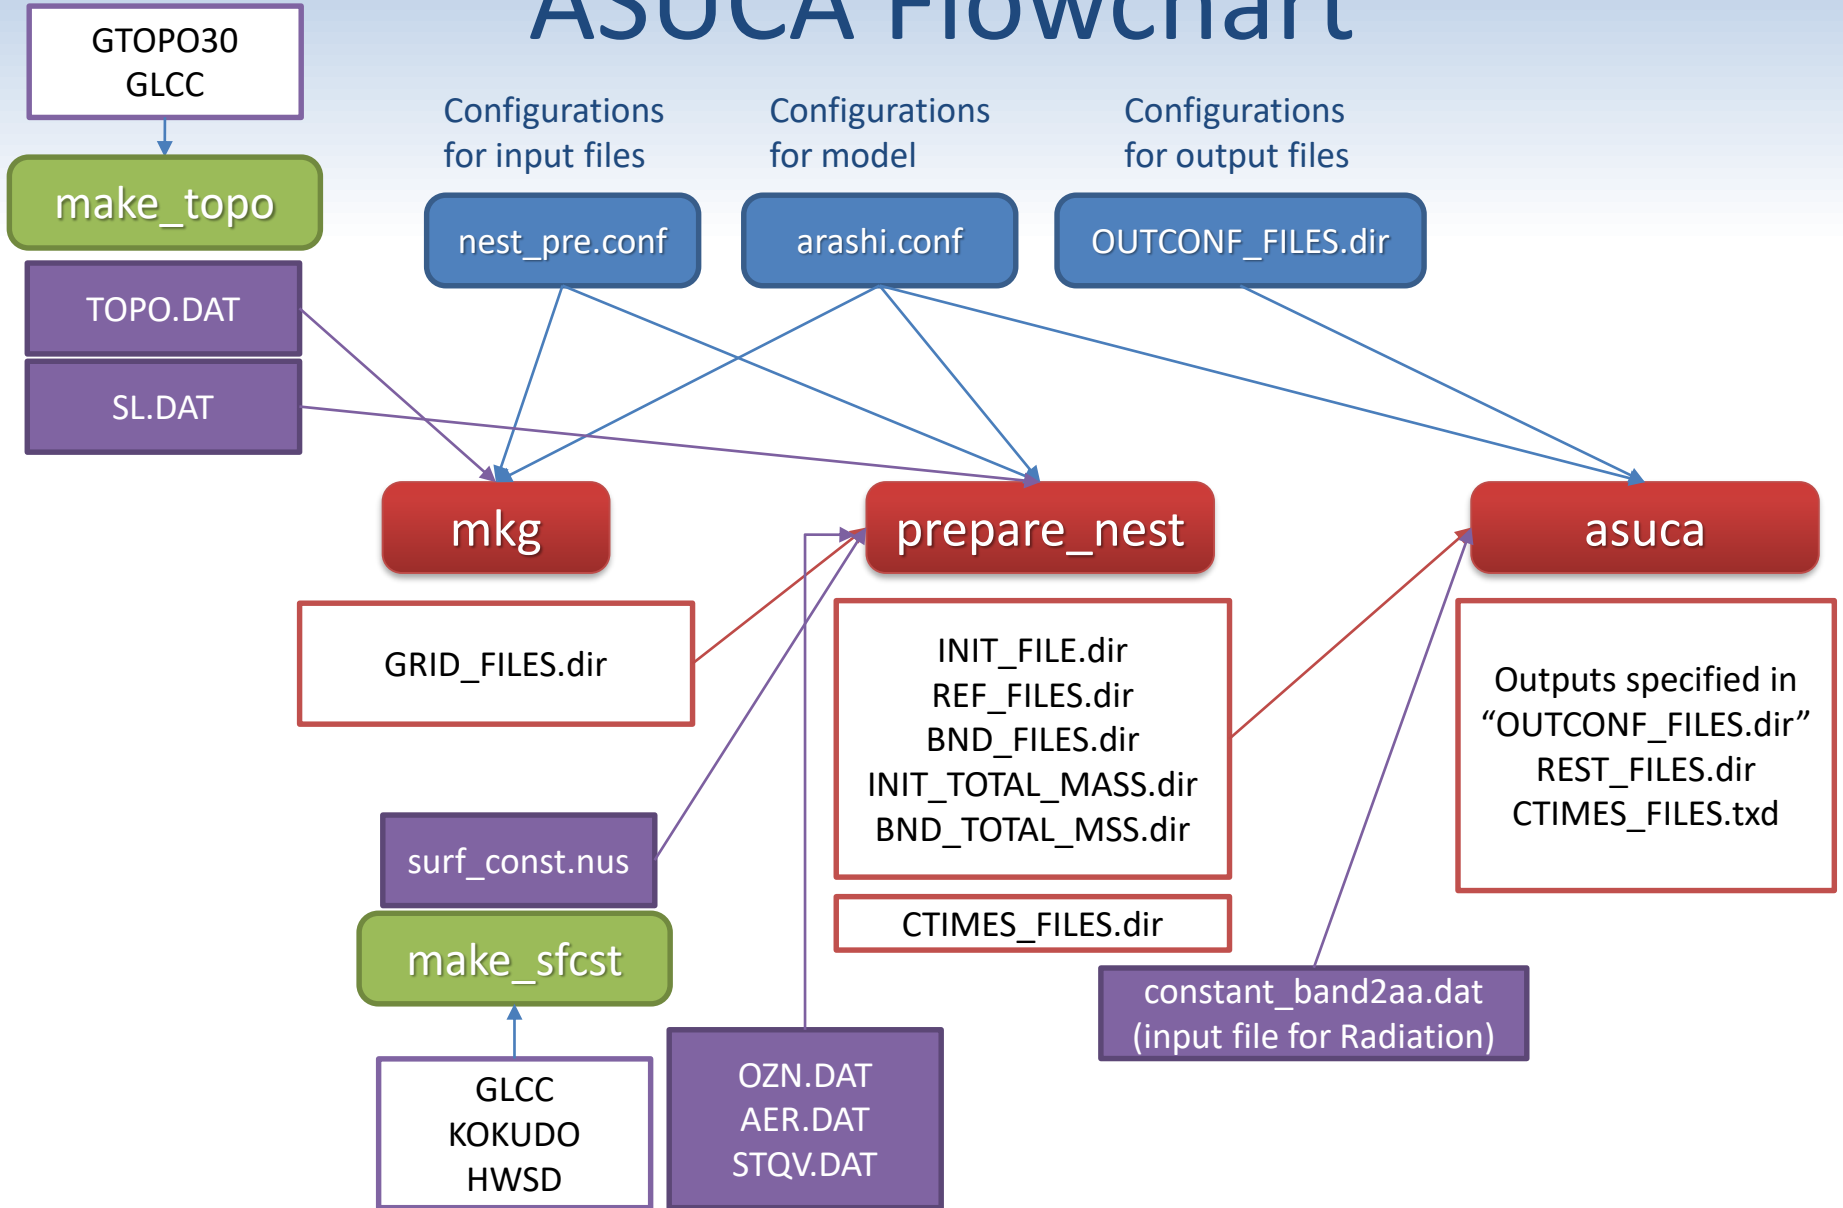 ASUCA Flowchart
GTOPO30
GLCC
make_topo
TOPO.DAT
SL.DAT
Configurations
for input files
Configurations
for model
Configurations
for output files
nest_pre.conf
arashi.conf
OUTCONF_FILES.dir
mkg
prepare_nest
asuca
GRID_FILES.dir
INIT_FILE.dir
REF_FILES.dir
BND_FILES.dir
INIT_TOTAL_MASS.dir
BND_TOTAL_MSS.dir
CTIMES_FILES.dir
Outputs specified in
“OUTCONF_FILES.dir”
REST_FILES.dir
CTIMES_FILES.txd
surf_const.nus
make_sfcst
GLCC
KOKUDO
HWSD
OZN.DAT
AER.DAT
STQV.DAT
constant_band2aa.dat
(input file for Radiation)